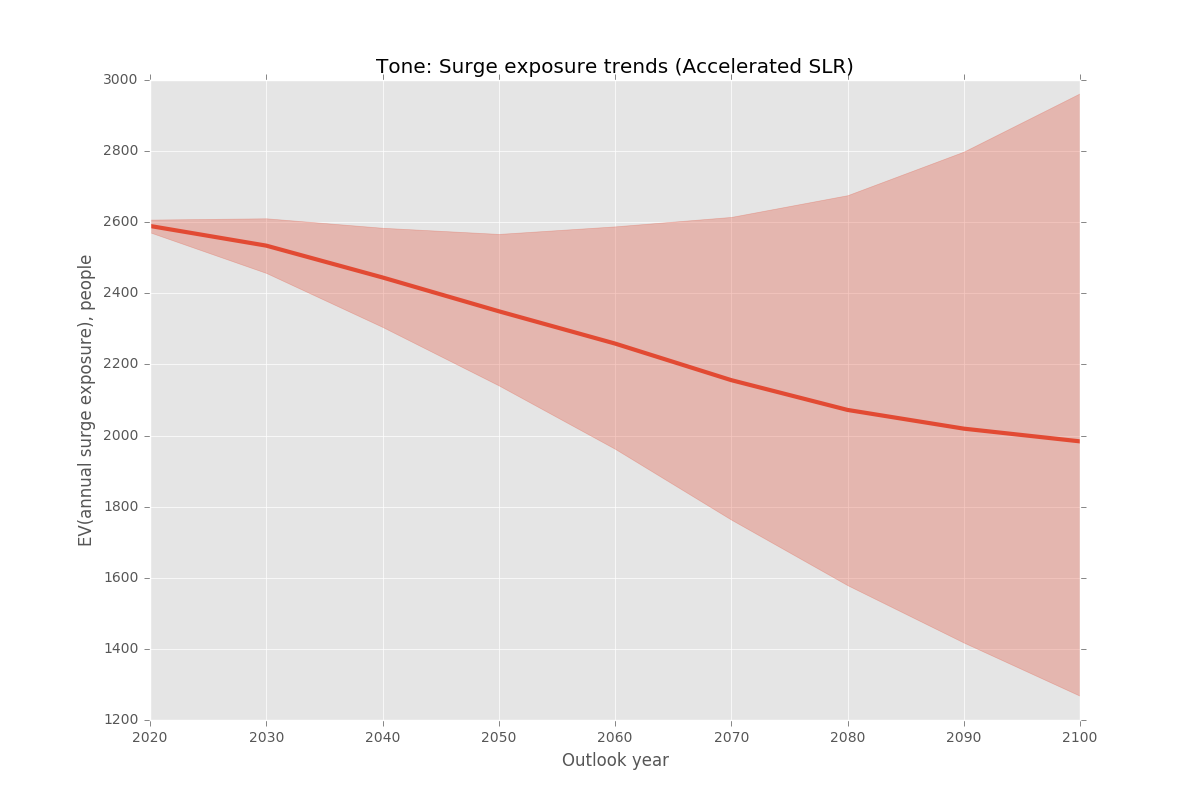 Tone: Surge exposure trends (Accelerated SLR)
3000
2800
2600
2400
2200
2000
1800
1600
1400
1200
EV(annual surge exposure), people
2020 2030 2040 2050 2060 2070 2080 2090 2100
Outlook year